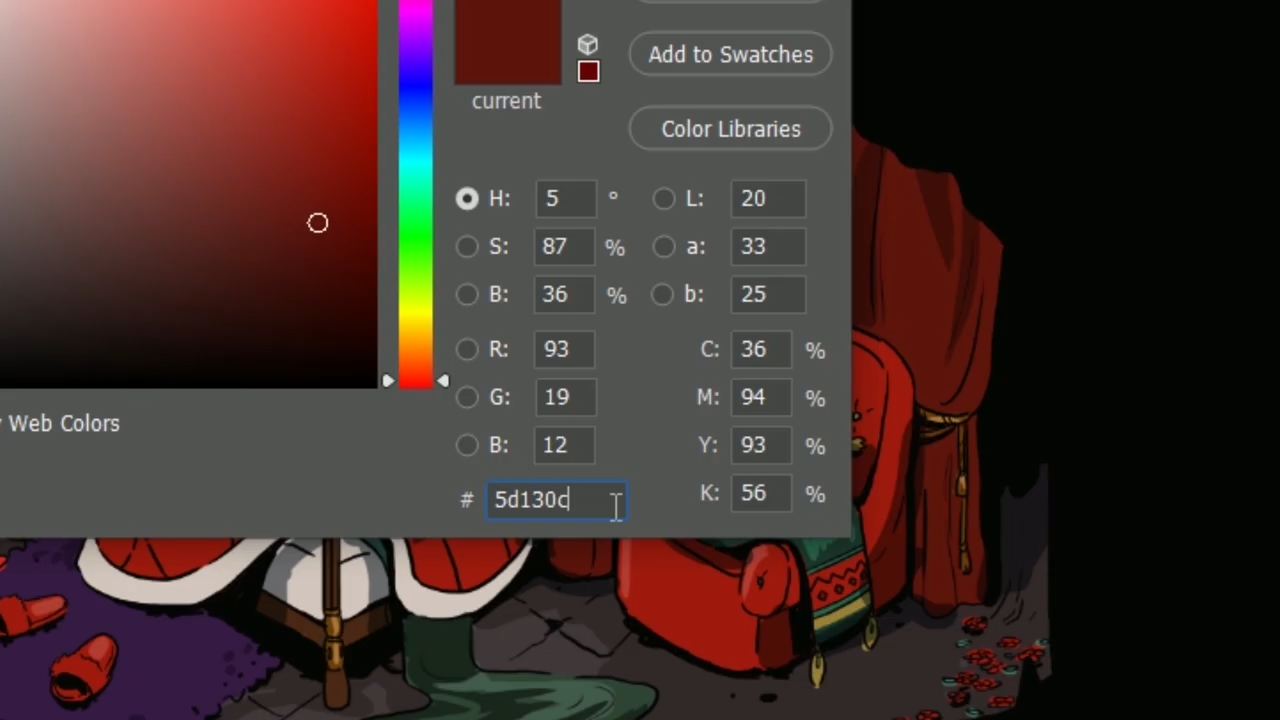 Add to Swatches
current
Color Libraries
H: 5 ° L: 20
S: 87 % a: 33
B: 36 % b: 25
R: 93 C: 36 %
G: 19 M: 94 %
Web Colors
B: 12 Y: 93 %
# 5d130c K: 56 %